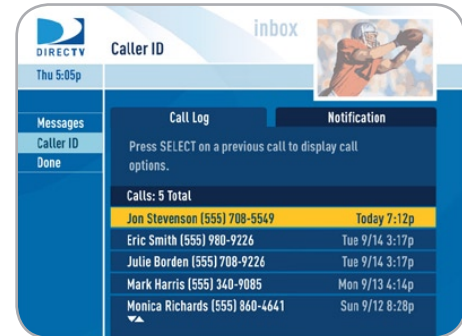 inbox
DIRECTV
Caller ID
Thu 5:05p
Messages
Caller ID
Done
Call Log
Notification
Press SELECT on a previous call to display call
options.
Calls: 5 Total
Jon Stevenson (555) 708-5549 Today 7:12p
Eric Smith (555) 980-9226 Tue 9/14 3:17p
Julie Borden (555) 708-9226 Tue 9/14 3:17p
Mark Harris (555) 340-9085 Mon 9/13 4:14p
Monica Richards (555) 860-4641 Sun 9/12 8:28p